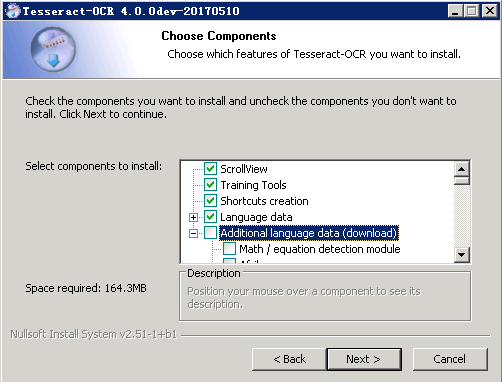 Tesseract-OCR 4.0.0dev-20170510
Choose Components
Choose which features of Tesseract-OCR you want to install.
Check the components you want to install and uncheck the components you don't want to
install. Click Next to continue.
Select components to install:
ScrollView
Training Tools
Shortcuts creation
Language data
Additional language data (download)
Math / equation detection module
Space required: 164.3MB
Description
Position your mouse over a component to see its
description.
Nullsoft Install System v2.51-1+b1
< Back
Next >
Cancel